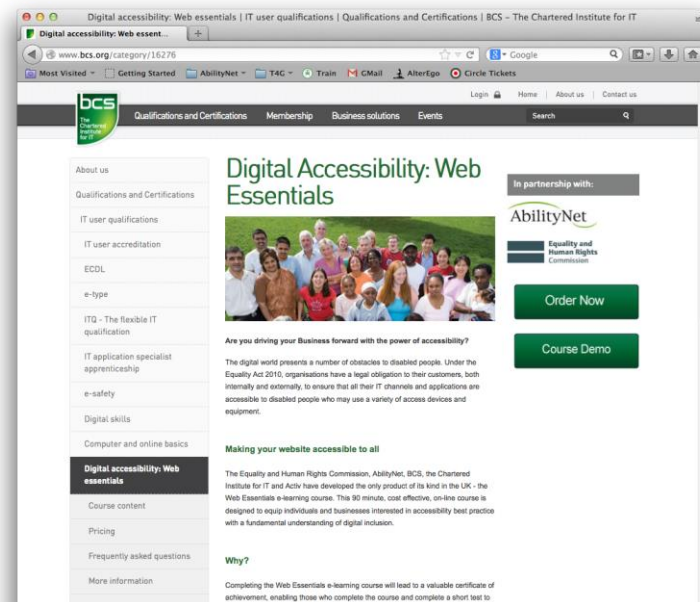 Digital accessibility: Web essentials | IT user qualifications | Qualifications and Certifications | BCS – The Chartered Institute for IT
Digital accessibility: Web essent...
www.bcs.org/category/16276
Google
Most Visited
Getting Started
AbilityNet
T4G
Train
GMail
AlterEgo
Circle Tickets
Login
Home
About us
Contact us
bcs
The Chartered Institute for IT
Qualifications and Certifications
Membership
Business solutions
Events
Search
About us
Qualifications and Certifications
IT user qualifications
IT user accreditation
ECDL
e-type
ITQ - The flexible IT
qualification
IT application specialist
apprenticeship
e-safety
Digital skills
Computer and online basics
Digital accessibility: Web
essentials
Course content
Pricing
Frequently asked questions
More information
Digital Accessibility: Web
Essentials
Are you driving your Business forward with the power of accessibility?
The digital world presents a number of obstacles to disabled people. Under the
Equality Act 2010, organisations have a legal obligation to their customers, both
internally and externally, to ensure that all their IT channels and applications are
accessible to disabled people who may use a variety of access devices and
equipment.
Making your website accessible to all
The Equality and Human Rights Commission, AbilityNet, BCS, the Chartered
Institute for IT and Activ have developed the only product of its kind in the UK - the
Web Essentials e-learning course. This 90 minute, cost effective, on-line course is
designed to equip individuals and businesses interested in accessibility best practice
with a fundamental understanding of digital inclusion.
Why?
Completing the Web Essentials e-learning course will lead to a valuable certificate of
achievement, enabling those who complete the course and complete a short test to
In partnership with:
AbilityNet
Equality and
Human Rights
Commission
Order Now
Course Demo